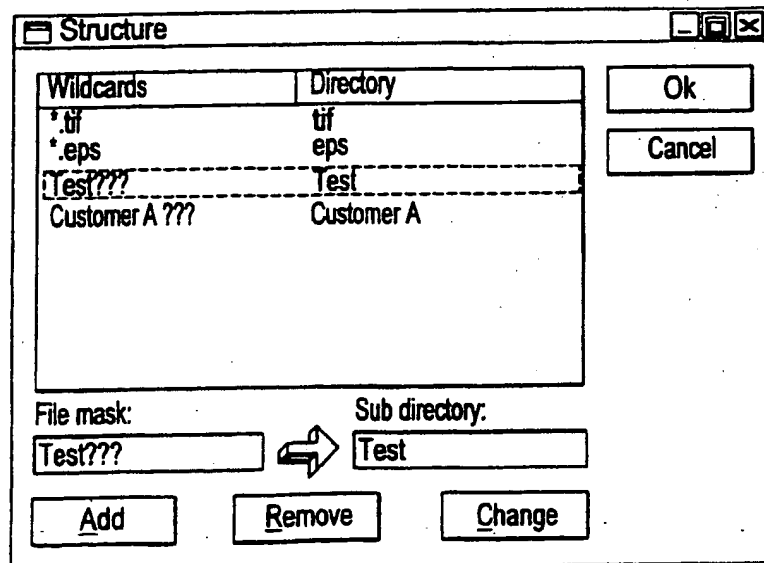 Structure
Wildcards Directory
*.tif tif
*.eps eps
Test??? Test
Customer A ??? Customer A
Ok
Cancel
File mask: Sub directory:
Test??? Test
Add Remove Change